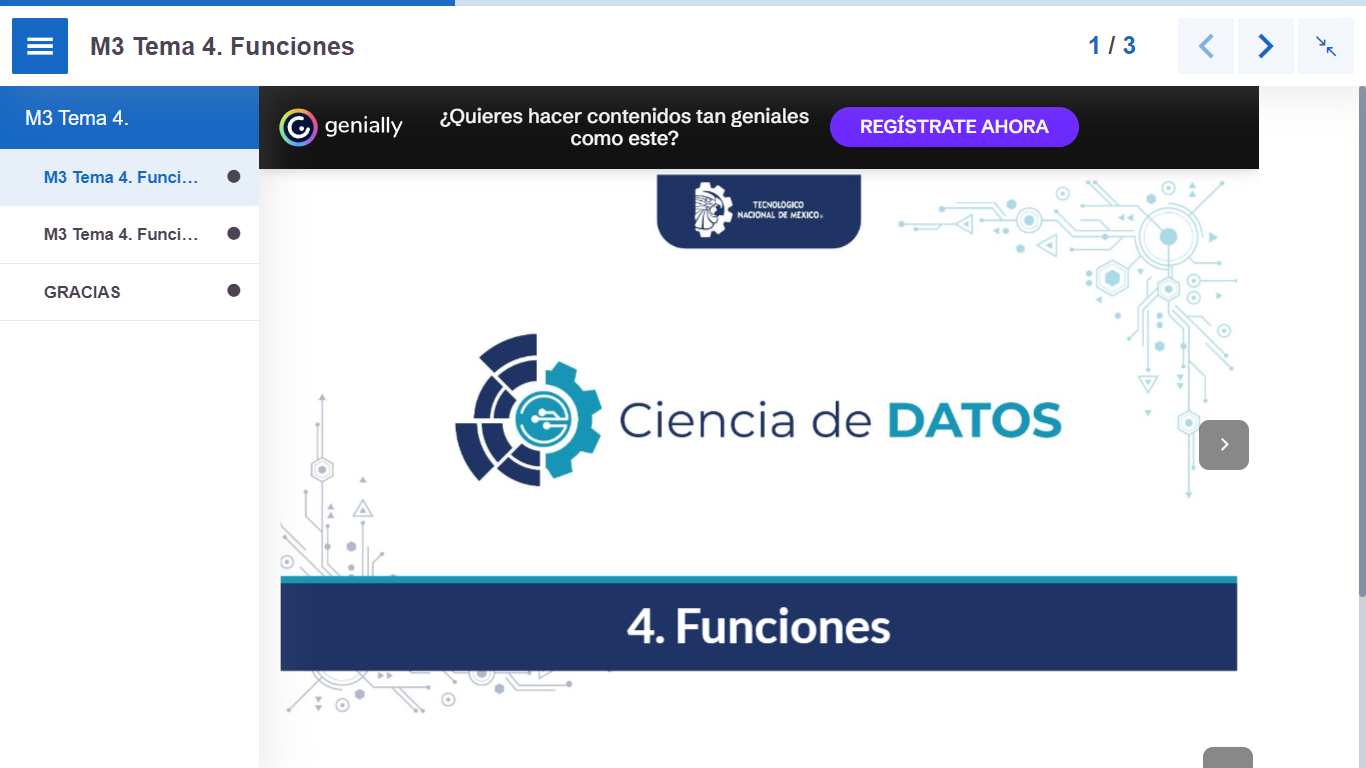 M3 Tema 4. Funciones
1 / 3
M3 Tema 4.
M3 Tema 4. Funci...
M3 Tema 4. Funci...
GRACIAS
genially
¿Quieres hacer contenidos tan geniales
como este?
REGÍSTRATE AHORA
TECNOLÓGICO
NACIONAL DE MÉXICO®
Ciencia de DATOS
4. Funciones